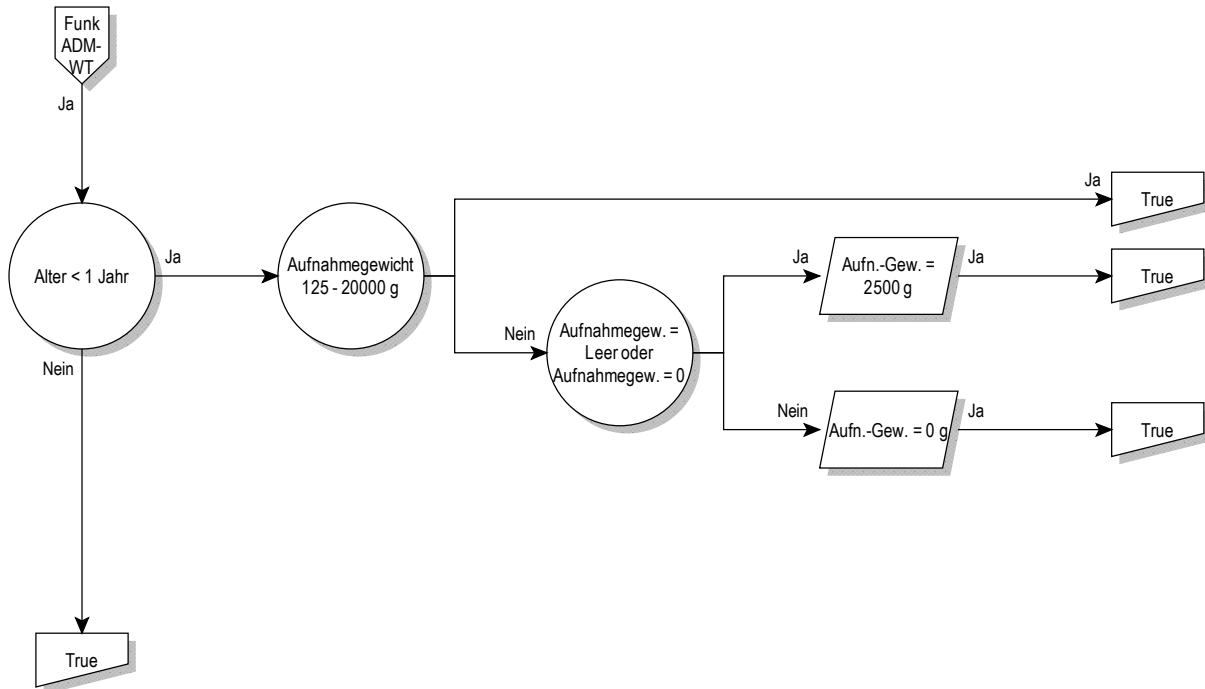 Funk
ADM-
WT
Ja
Ja
True
Alter < 1 Jahr
Ja
Aufnahmegewicht
125 - 20000 g
Ja
Aufn.-Gew. =
2500 g
Ja
True
Nein
Aufnahmegew. =
Leer oder
Aufnahmegew. = 0
Nein
Nein
Aufn.-Gew. = 0 g
Ja
True
True